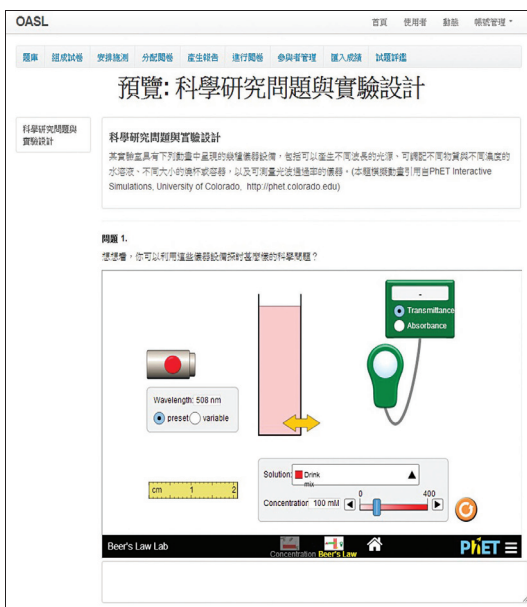 OASL
首頁 使用者 動態 帳號管理
題庫 組成試卷 安排施測 分配閱卷 產生報告 進行閱卷 參與者管理 匯入成績 試題評鑑
預覽: 科學研究問題與實驗設計
科學研究問題與
實驗設計
科學研究問題與實驗設計
某實驗室具有下列動畫中呈現的幾種儀器設備，包括可以產生不同波長的光源、可調配不同物質與不同濃度的
水溶液、不同大小的燒杯或容器，以及可測量光波通過率的儀器。(本題模擬動畫引用自PhET Interactive
Simulations, University of Colorado, http://phet.colorado.edu)
問題 1.
想想看，你可以利用這些儀器設備探討甚麼樣的科學問題？
-
Transmittance
Absorbance
Wavelength: 508 nm
preset variable
cm 1 2
Solution: Drink
mix
Concentration 100 mM 0 400
Beer's Law Lab
Concentration Beer's Law
PhET